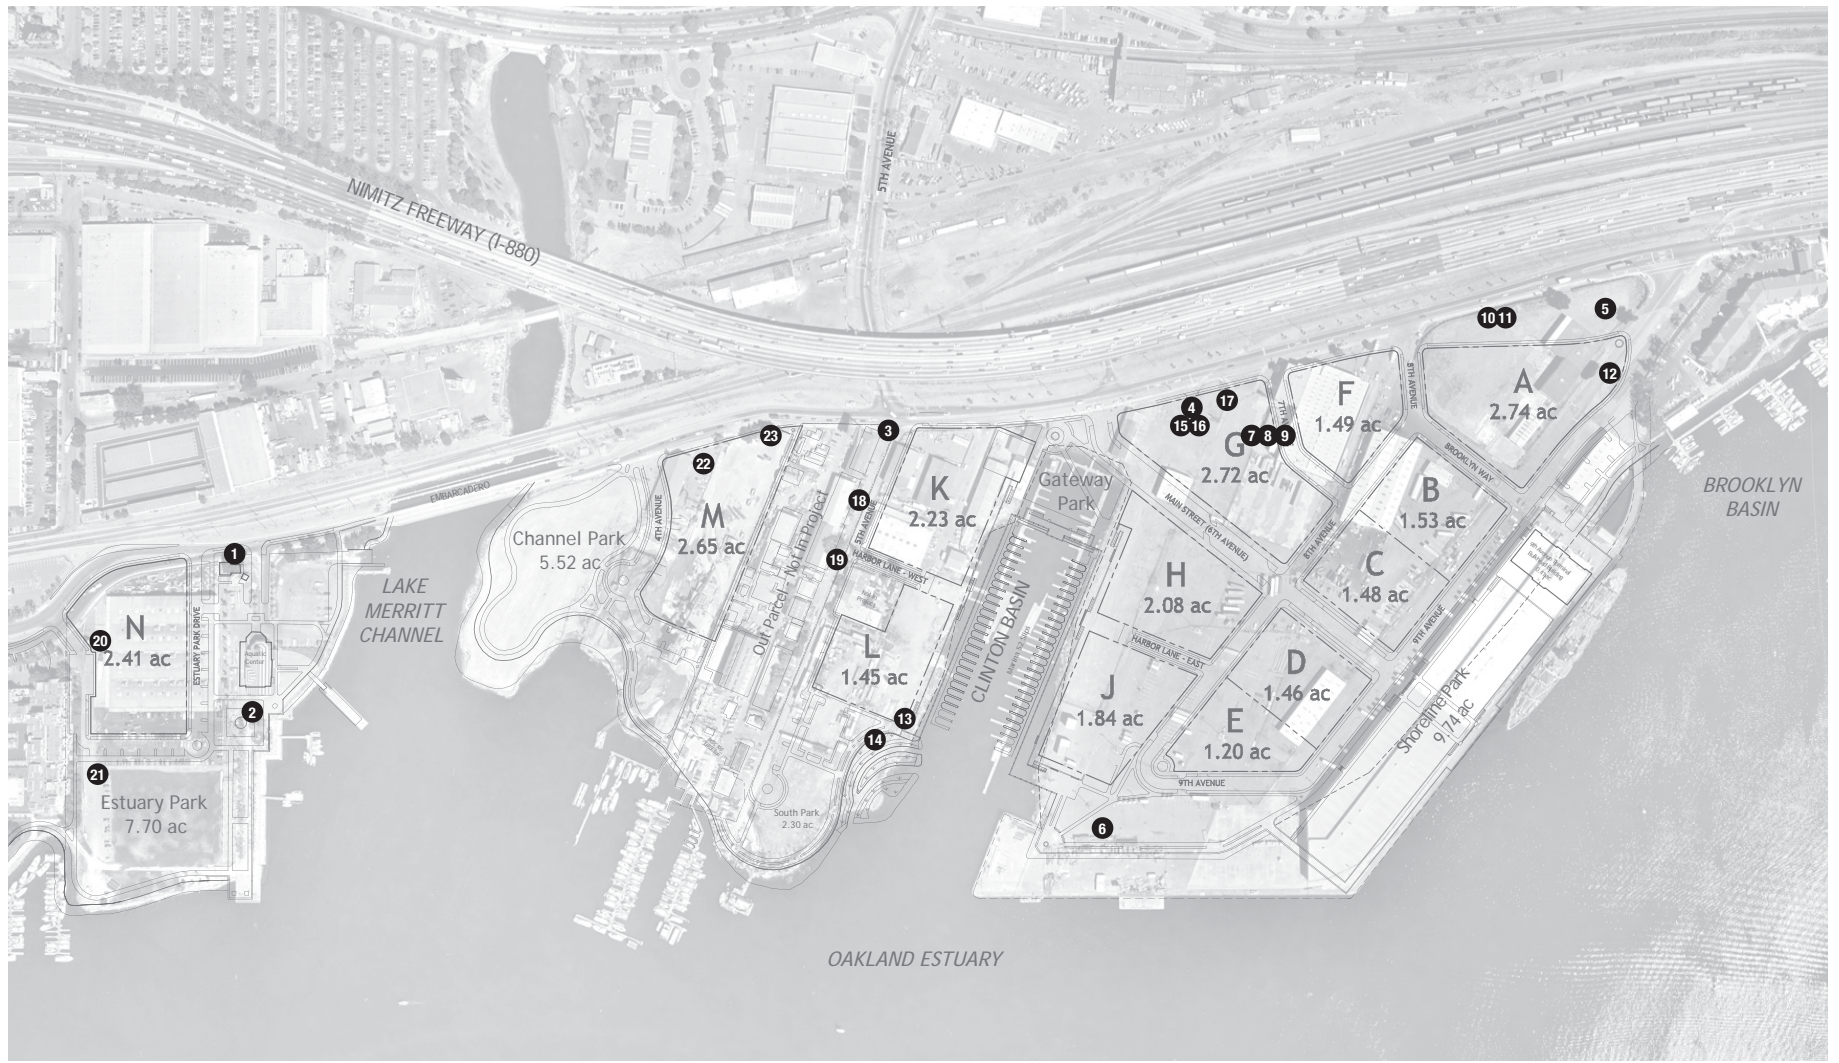 5TH AVENUE
NIMITZ FREEWAY (I-880)
10 11
5
12
A
2.74 ac
8TH AVENUE
F
1.49 ac
7TH A
17
4
15 16
7 8 9
G
2.72 ac
BROOKLYN WAY
B
1.53 ac
BROOKLYN
BASIN
23
22
3
K
2.23 ac
Gateway
Park
EMBARCADERO
4TH AVENUE
M
2.65 ac
Out Parcel - Not In Project
18
5TH AVENUE
19
HARBOR LANE - WEST
MAIN STREET (6TH AVENUE)
8TH AVENUE
C
1.48 ac
Channel Park
5.52 ac
1
LAKE
MERRITT
CHANNEL
H
2.08 ac
9TH AVENUE
N
2.41 ac
20
ESTUARY PARK DRIVE
Aquatic
Center
L
1.45 ac
CLINTON BASIN
HARBOR LANE - EAST
D
1.46 ac
J
1.84 ac
E
1.20 ac
Shoreline Park
9.74 ac
2
13
14
21
Estuary Park
7.70 ac
9TH AVENUE
South Park
2.30 ac
6
OAKLAND ESTUARY